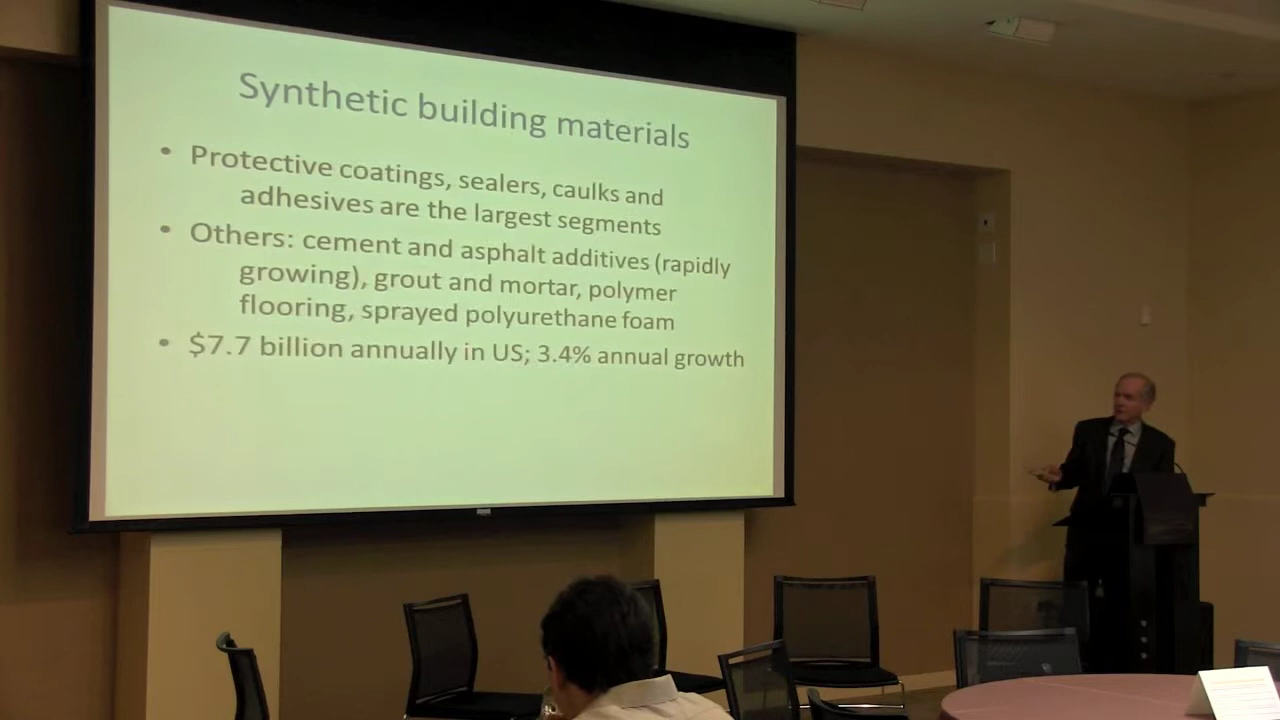 Synthetic building materials
• Protective coatings, sealers, caulks and
adhesives are the largest segments
• Others: cement and asphalt additives (rapidly
growing), grout and mortar, polymer
flooring, sprayed polyurethane foam
• $7.7 billion annually in US; 3.4% annual growth